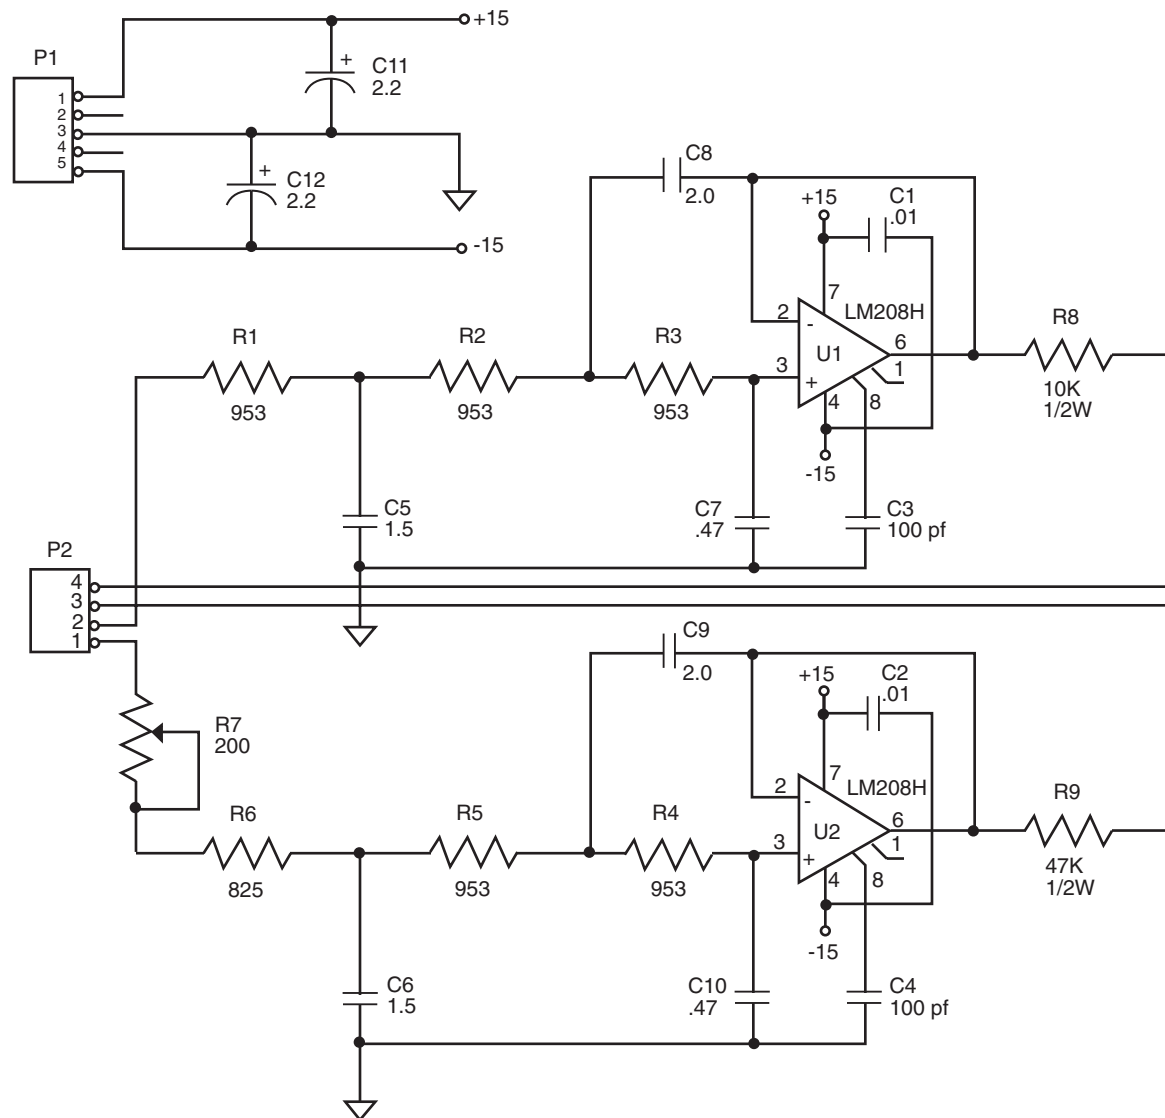 +15
P1
+
C11
2.2
1
2
3
4
5
+
C12
2.2
-15
C8
2.0
+15
C1
.01
7
LM208H
2
-
U1
6
3
+
1
4
8
-15
R1
953
R2
953
R3
953
R8
10K
1/2W
C5
1.5
C7
.47
C3
100 pf
P2
4
3
2
1
C9
2.0
+15
C2
.01
R7
200
7
LM208H
2
-
U2
6
3
+
1
4
8
-15
R6
825
R5
953
R4
953
R9
47K
1/2W
C6
1.5
C10
.47
C4
100 pf